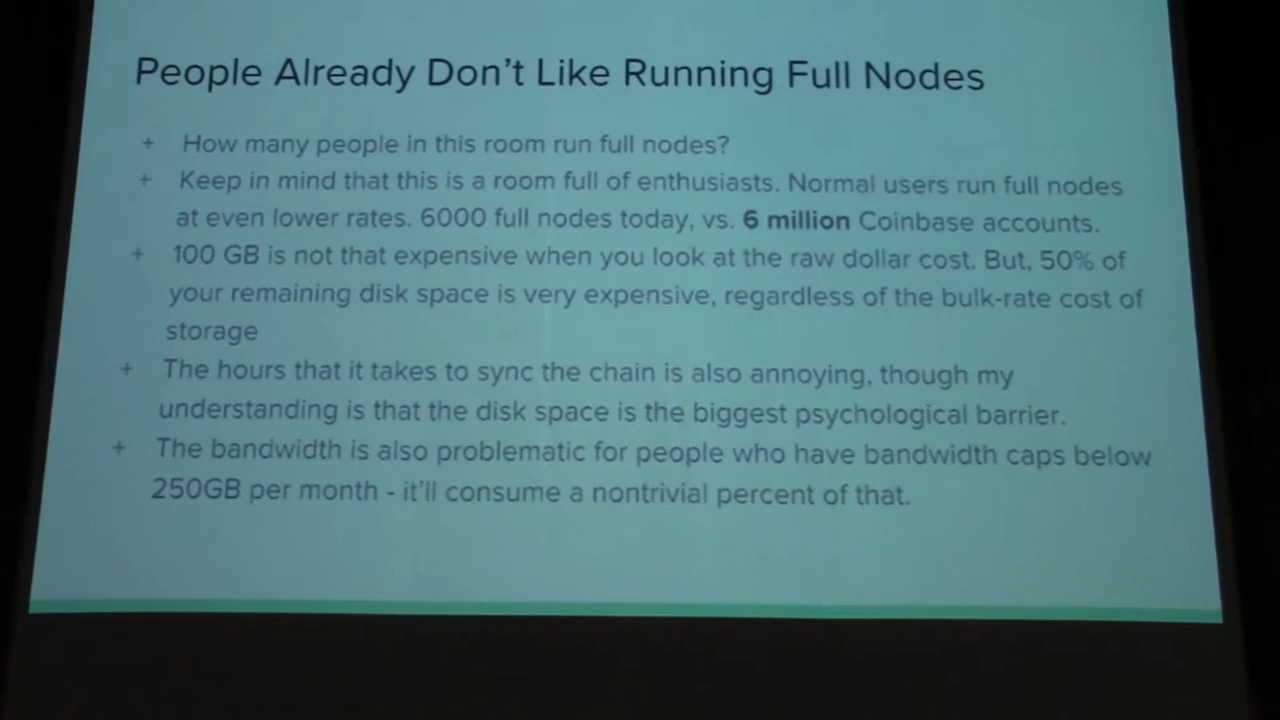 People Already Don't Like Running Full Nodes
+ How many people in this room run full nodes?
+ Keep in mind that this is a room full of enthusiasts. Normal users run full nodes
at even lower rates. 6000 full nodes today, vs. 6 million Coinbase accounts.
+ 100 GB is not that expensive when you look at the raw dollar cost. But, 50% of
your remaining disk space is very expensive, regardless of the bulk-rate cost of
storage
+ The hours that it takes to sync the chain is also annoying, though my
understanding is that the disk space is the biggest psychological barrier.
+ The bandwidth is also problematic for people who have bandwidth caps below
250GB per month - it'll consume a nontrivial percent of that.